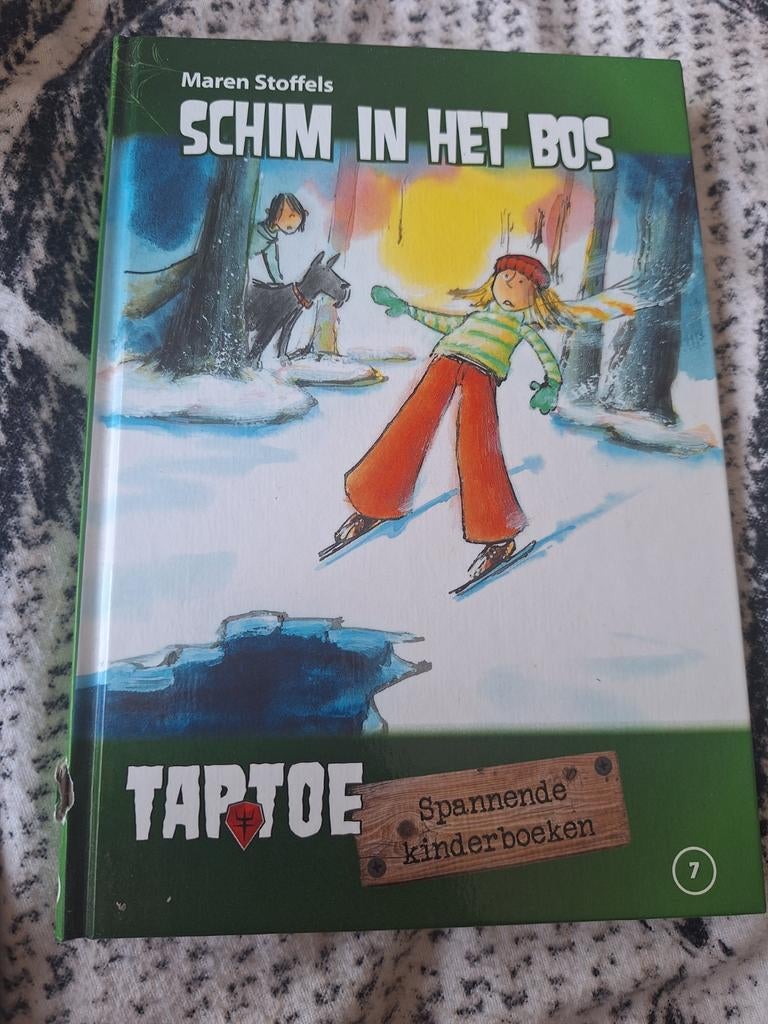 Maren Stoffels
SCHIM IN HET BOS
TAPTOE
Spannende
kinderboeken
7